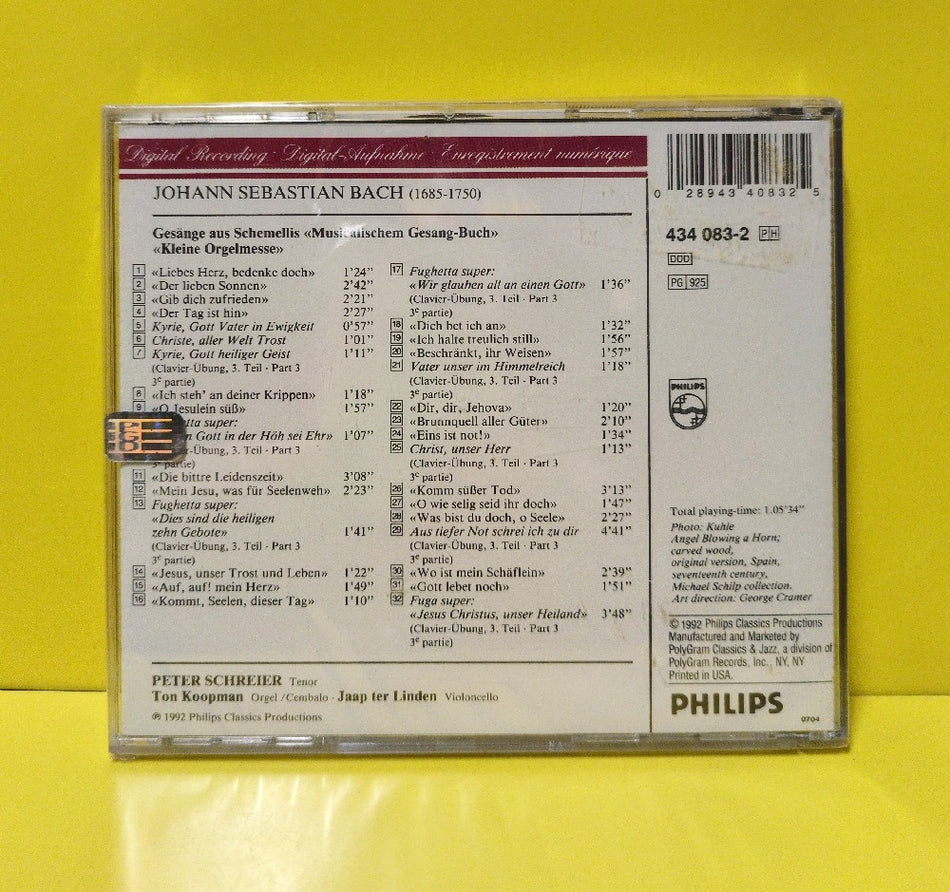 Digital Recording · Digital-Aufnahme · Enregistrement numérique
JOHANN SEBASTIAN BACH (1685-1750)
Gesänge aus Schemellis «Musikalischem Gesang-Buch»
«Kleine Orgelmesse»
1 «Liebes Herz, bedenke doch» 1'24”
2 «Der lieben Sonnen» 2'42”
3 «Gib dich zufrieden» 2'21”
4 «Der Tag ist hin» 2'27”
5 Kyrie, Gott Vater in Ewigkeit 0'57”
6 Christe, aller Welt Trost 1'01”
7 Kyrie, Gott heiliger Geist 1'11”
(Clavier-Übung, 3. Teil · Part 3
3e partie)
8 «Ich steh' an deiner Krippen» 1'18”
9 «O Jesulein süß» 1'57”
Gott in der Höh sei Ehr» 1'07”
3. Teil · Part 3
partie)
11 «Die bittre Leidenszeit» 3'08”
12 «Mein Jesu, was für Seelenweh» 2'23”
13 Fughetta super:
«Dies sind die heiligen
zehn Gebote» 1'41”
(Clavier-Übung, 3. Teil · Part 3
3e partie)
14 «Jesus, unser Trost und Leben» 1'22”
15 «Auf, auf! mein Herz» 1'49”
16 «Kommt, Seelen, dieser Tag» 1'10”
17 Fughetta super:
«Wir glauben all an einen Gott» 1'36”
(Clavier-Übung, 3. Teil · Part 3
3e partie)
18 «Dich bet ich an» 1'32”
19 «Ich halte treulich still» 1'56”
20 «Beschränkt, ihr Weisen» 1'57”
21 Vater unser im Himmelreich 1'18”
(Clavier-Übung, 3. Teil · Part 3
3e partie)
22 «Dir, dir, Jehova» 1'20”
23 «Brunnquell aller Güter» 2'10”
24 «Eins ist not!» 1'34”
25 Christ, unser Herr 1'13”
(Clavier-Übung, 3. Teil · Part 3
3e partie)
26 «Komm süßer Tod» 3'13”
27 «O wie selig seid ihr doch» 1'47”
28 «Was bist du doch, o Seele» 2'27”
29 Aus tiefer Not schrei ich zu dir 4'41”
(Clavier-Übung, 3. Teil · Part 3
3e partie)
30 «Wo ist mein Schäflein» 2'39”
31 «Gott lebet noch» 1'51”
32 Fuga super:
«Jesus Christus, unser Heiland» 3'48”
(Clavier-Übung, 3. Teil · Part 3
3e partie)
PETER SCHREIER Tenor
Ton Koopman Orgel/Cembalo · Jaap ter Linden Violoncello
℗ 1992 Philips Classics Productions
0 28943 40832 5
434 083-2 PH
DDD
PG 925
PHILIPS
Total playing-time: 1.05'34”
Photo: Kuhle
Angel Blowing a Horn;
carved wood,
original version, Spain,
seventeenth century,
Michael Schilp collection.
Art direction: George Cramer
© 1992 Philips Classics Productions
Manufactured and Marketed by
PolyGram Classics & Jazz, a division of
PolyGram Records, Inc., NY, NY
Printed in USA.
PHILIPS
0704